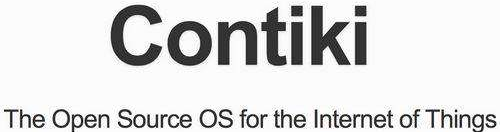 Contiki
The Open Source OS for the Internet of Things